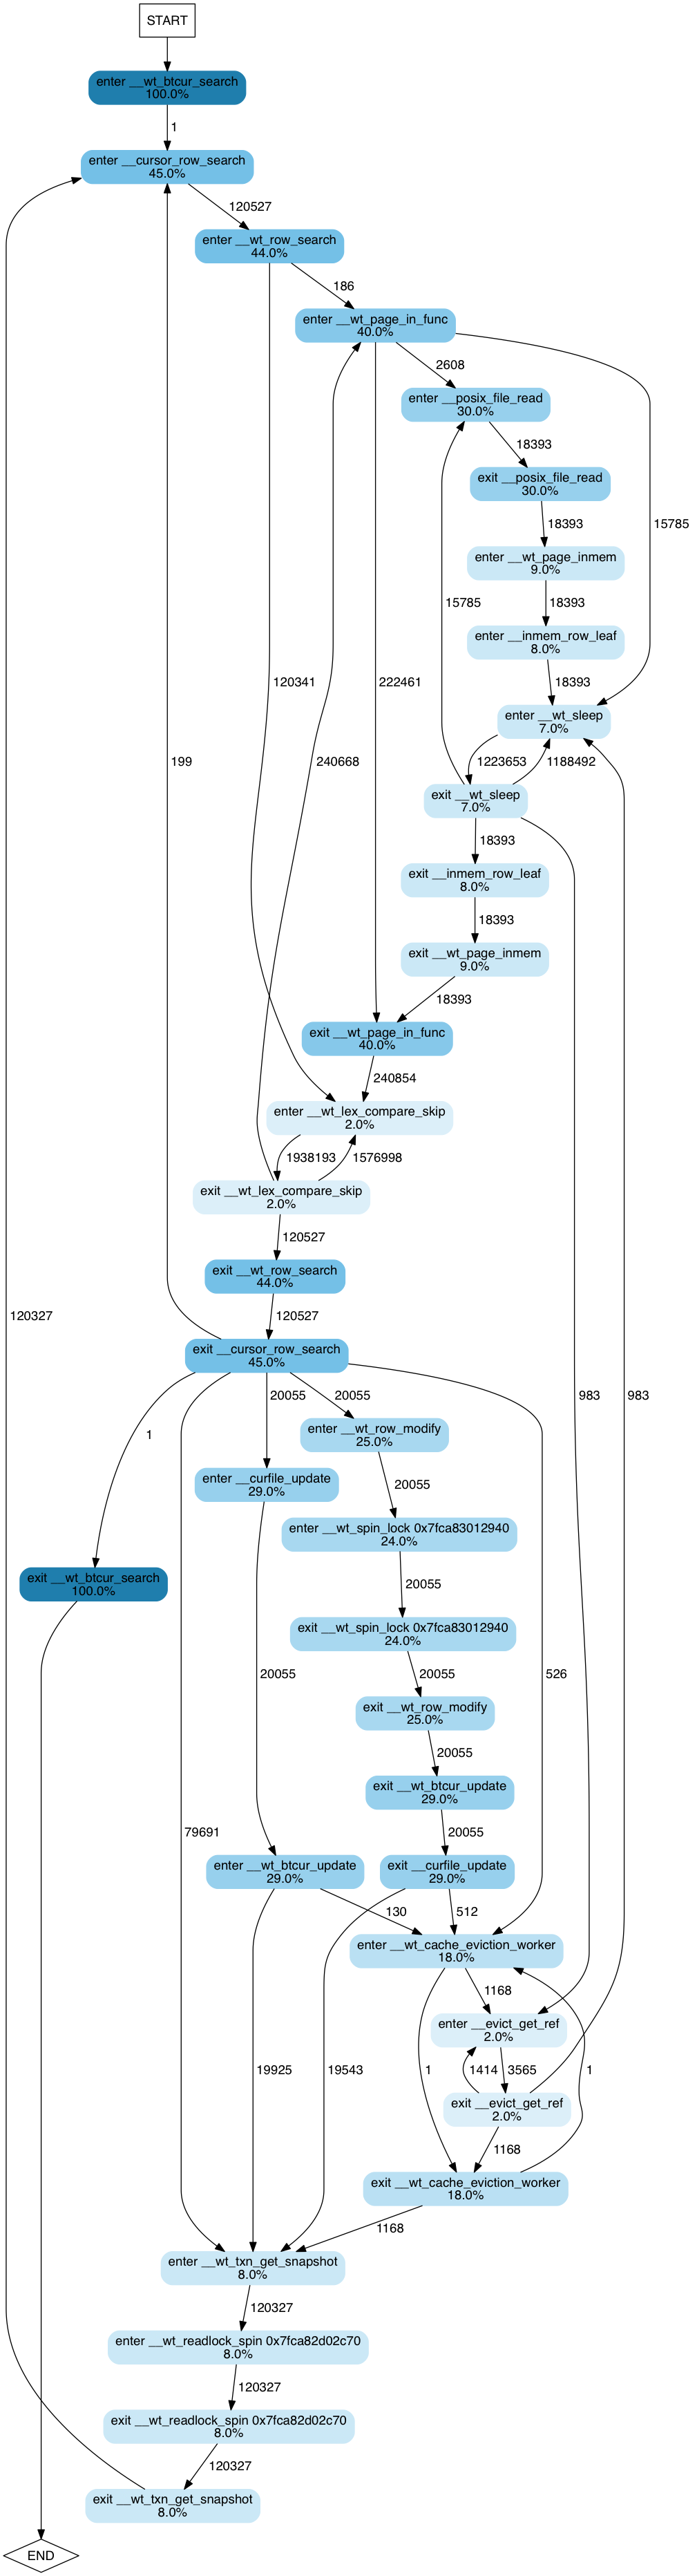 START
enter __wt_btcur_search
100.0%
1
enter __cursor_row_search
45.0%
120527
enter __wt_row_search
44.0%
186
enter __wt_page_in_func
40.0%
2608
enter __posix_file_read
30.0%
18393
exit __posix_file_read
30.0%
18393
15785
enter __wt_page_inmem
9.0%
15785
18393
enter __inmem_row_leaf
8.0%
120341
222461
18393
enter __wt_sleep
7.0%
199
240668
1223653
1188492
exit __wt_sleep
7.0%
18393
exit __inmem_row_leaf
8.0%
18393
exit __wt_page_inmem
9.0%
18393
exit __wt_page_in_func
40.0%
240854
enter __wt_lex_compare_skip
2.0%
1938193
1576998
exit __wt_lex_compare_skip
2.0%
120527
exit __wt_row_search
44.0%
120327
120527
exit __cursor_row_search
45.0%
20055
20055
983
983
1
enter __wt_row_modify
25.0%
enter __curfile_update
29.0%
20055
enter __wt_spin_lock 0x7fca83012940
24.0%
exit __wt_btcur_search
100.0%
20055
exit __wt_spin_lock 0x7fca83012940
24.0%
20055
20055
526
exit __wt_row_modify
25.0%
20055
exit __wt_btcur_update
29.0%
79691
20055
enter __wt_btcur_update
29.0%
exit __curfile_update
29.0%
130
512
enter __wt_cache_eviction_worker
18.0%
1168
enter __evict_get_ref
2.0%
19925
19543
1
1414
3565
1
exit __evict_get_ref
2.0%
1168
exit __wt_cache_eviction_worker
18.0%
1168
enter __wt_txn_get_snapshot
8.0%
120327
enter __wt_readlock_spin 0x7fca82d02c70
8.0%
120327
exit __wt_readlock_spin 0x7fca82d02c70
8.0%
120327
exit __wt_txn_get_snapshot
8.0%
END